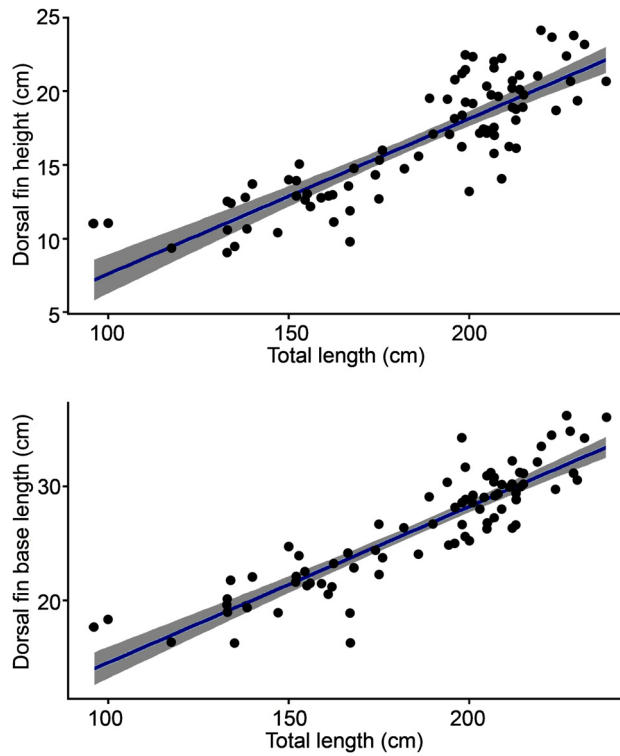 Dorsal fin height (cm)
25
20
15
10
5
100 150 200
Total length (cm)
Dorsal fin base length (cm)
30
20
100 150 200
Total length (cm)